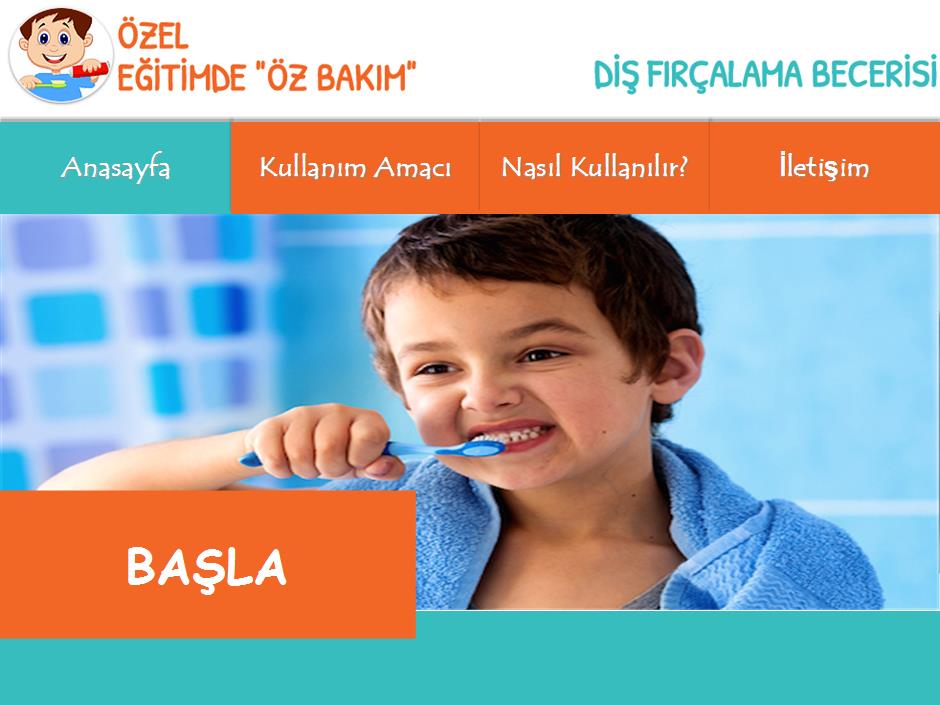 ÖZEL
EĞİTİMDE "ÖZ BAKIM"
DİŞ FIRÇALAMA BECERİSİ
Anasayfa
Kullanım Amacı
Nasıl Kullanılır?
İletişim
BAŞLA